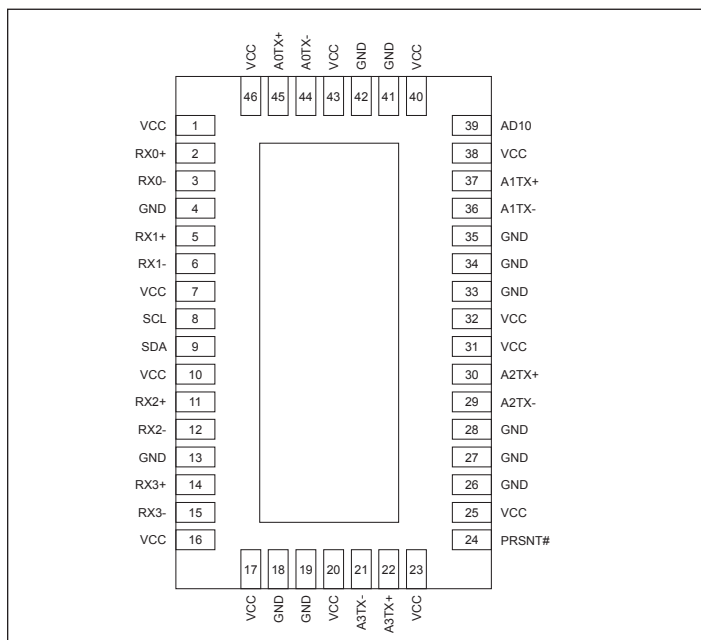 VCC A0TX+ A0TX- VCC GND GND VCC
46 45 44 43 42 41 40
VCC 1 39 AD10
RX0+ 2 38 VCC
RX0- 3 37 A1TX+
GND 4 36 A1TX-
RX1+ 5 35 GND
RX1- 6 34 GND
VCC 7 33 GND
SCL 8 32 VCC
SDA 9 31 VCC
VCC 10 30 A2TX+
RX2+ 11 29 A2TX-
RX2- 12 28 GND
GND 13 27 GND
RX3+ 14 26 GND
RX3- 15 25 VCC
VCC 16 24 PRSNT#
17 18 19 20 21 22 23
VCC GND GND VCC A3TX- A3TX+ VCC